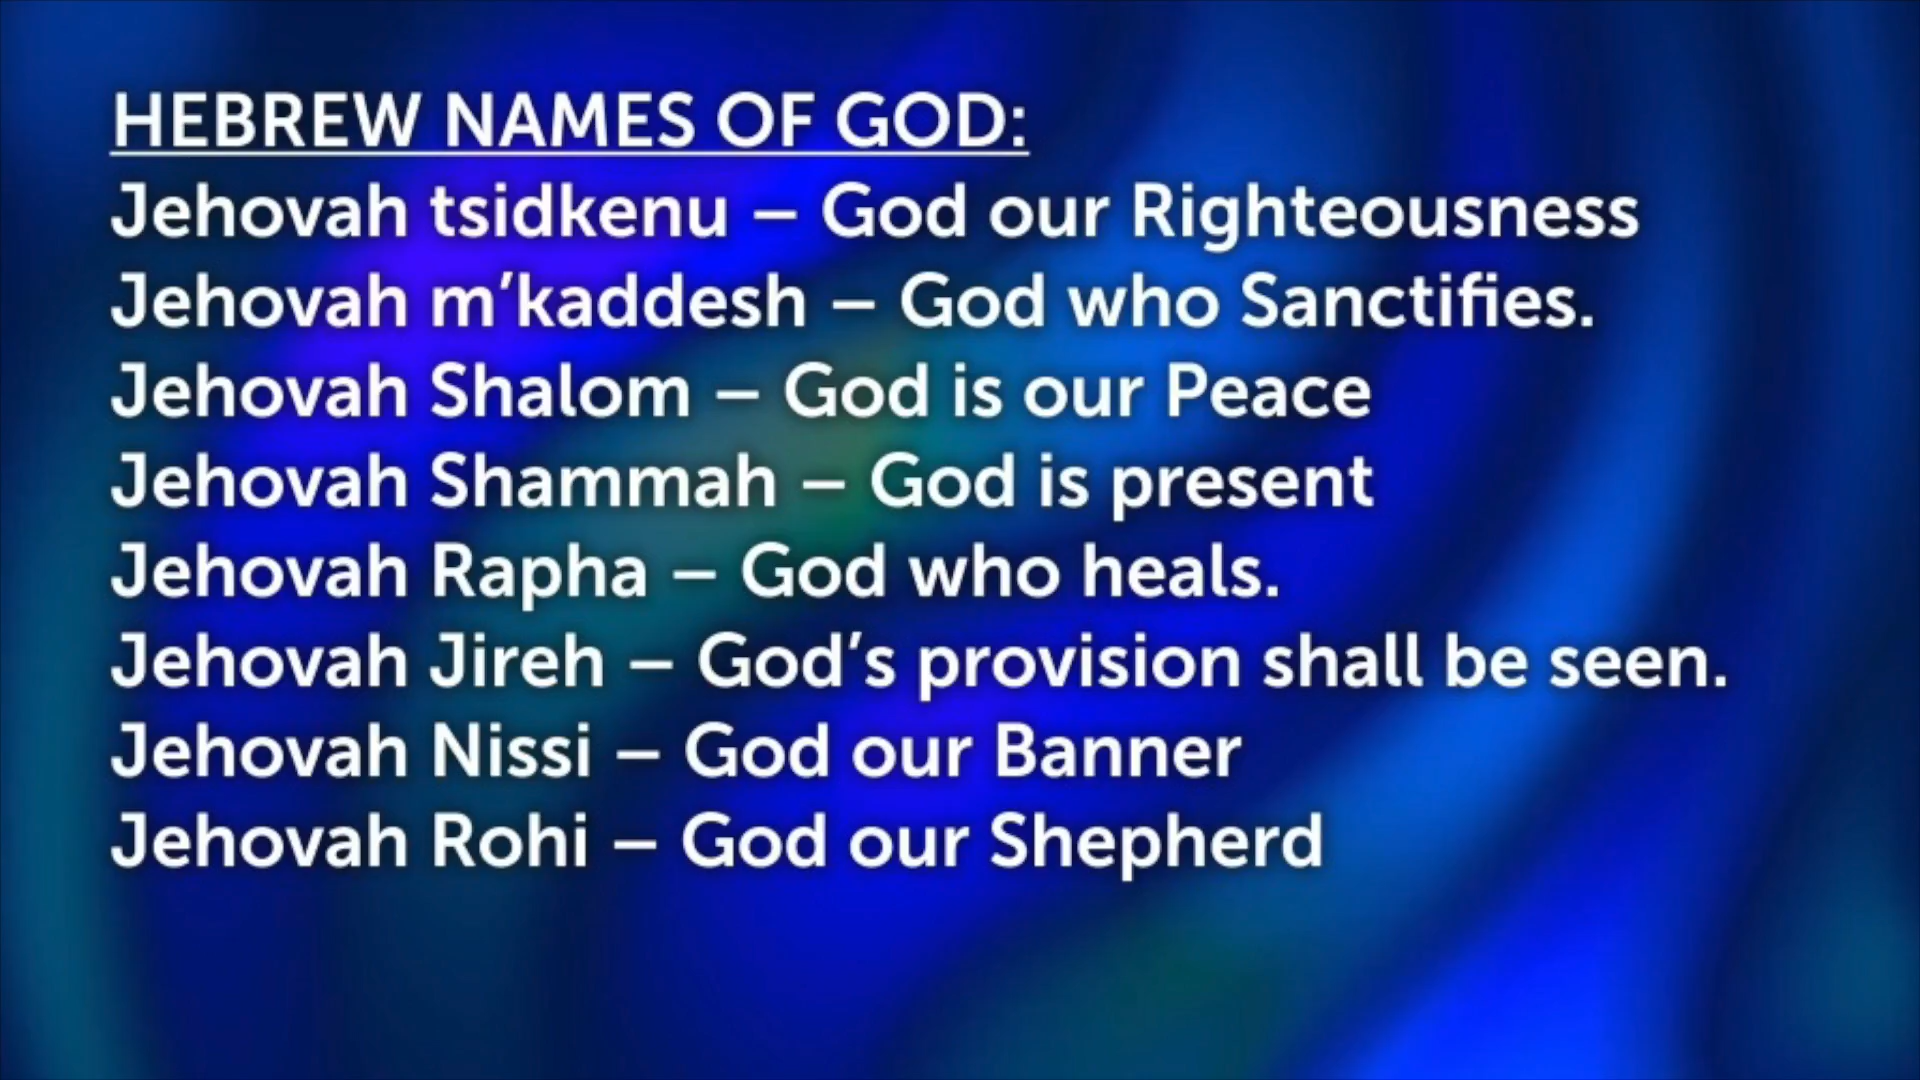 HEBREW NAMES OF GOD:
Jehovah tsidkenu – God our Righteousness
Jehovah m’kaddesh – God who Sanctifies.
Jehovah Shalom – God is our Peace
Jehovah Shammah – God is present
Jehovah Rapha – God who heals.
Jehovah Jireh – God’s provision shall be seen.
Jehovah Nissi – God our Banner
Jehovah Rohi – God our Shepherd